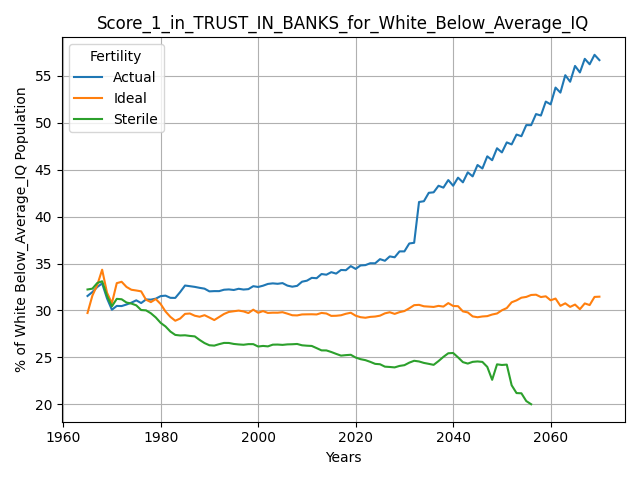 Score_1_in_TRUST_IN_BANKS_for_White_Below_Average_IQ
Fertility
Actual
Ideal
Sterile
% of White Below_Average_IQ Population
55
50
45
40
35
30
25
20
1960
1980
2000
2020
2040
2060
Years